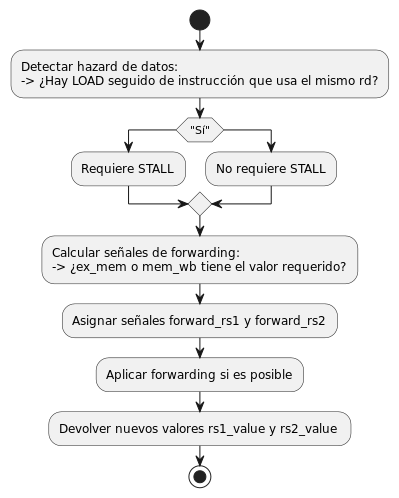 Detectar hazard de datos:
-> ¿Hay LOAD seguido de instrucción que usa el mismo rd?
"Sí"
Requiere STALL
No requiere STALL
Calcular señales de forwarding:
-> ¿ex_mem o mem_wb tiene el valor requerido?
Asignar señales forward_rs1 y forward_rs2
Aplicar forwarding si es posible
Devolver nuevos valores rs1_value y rs2_value